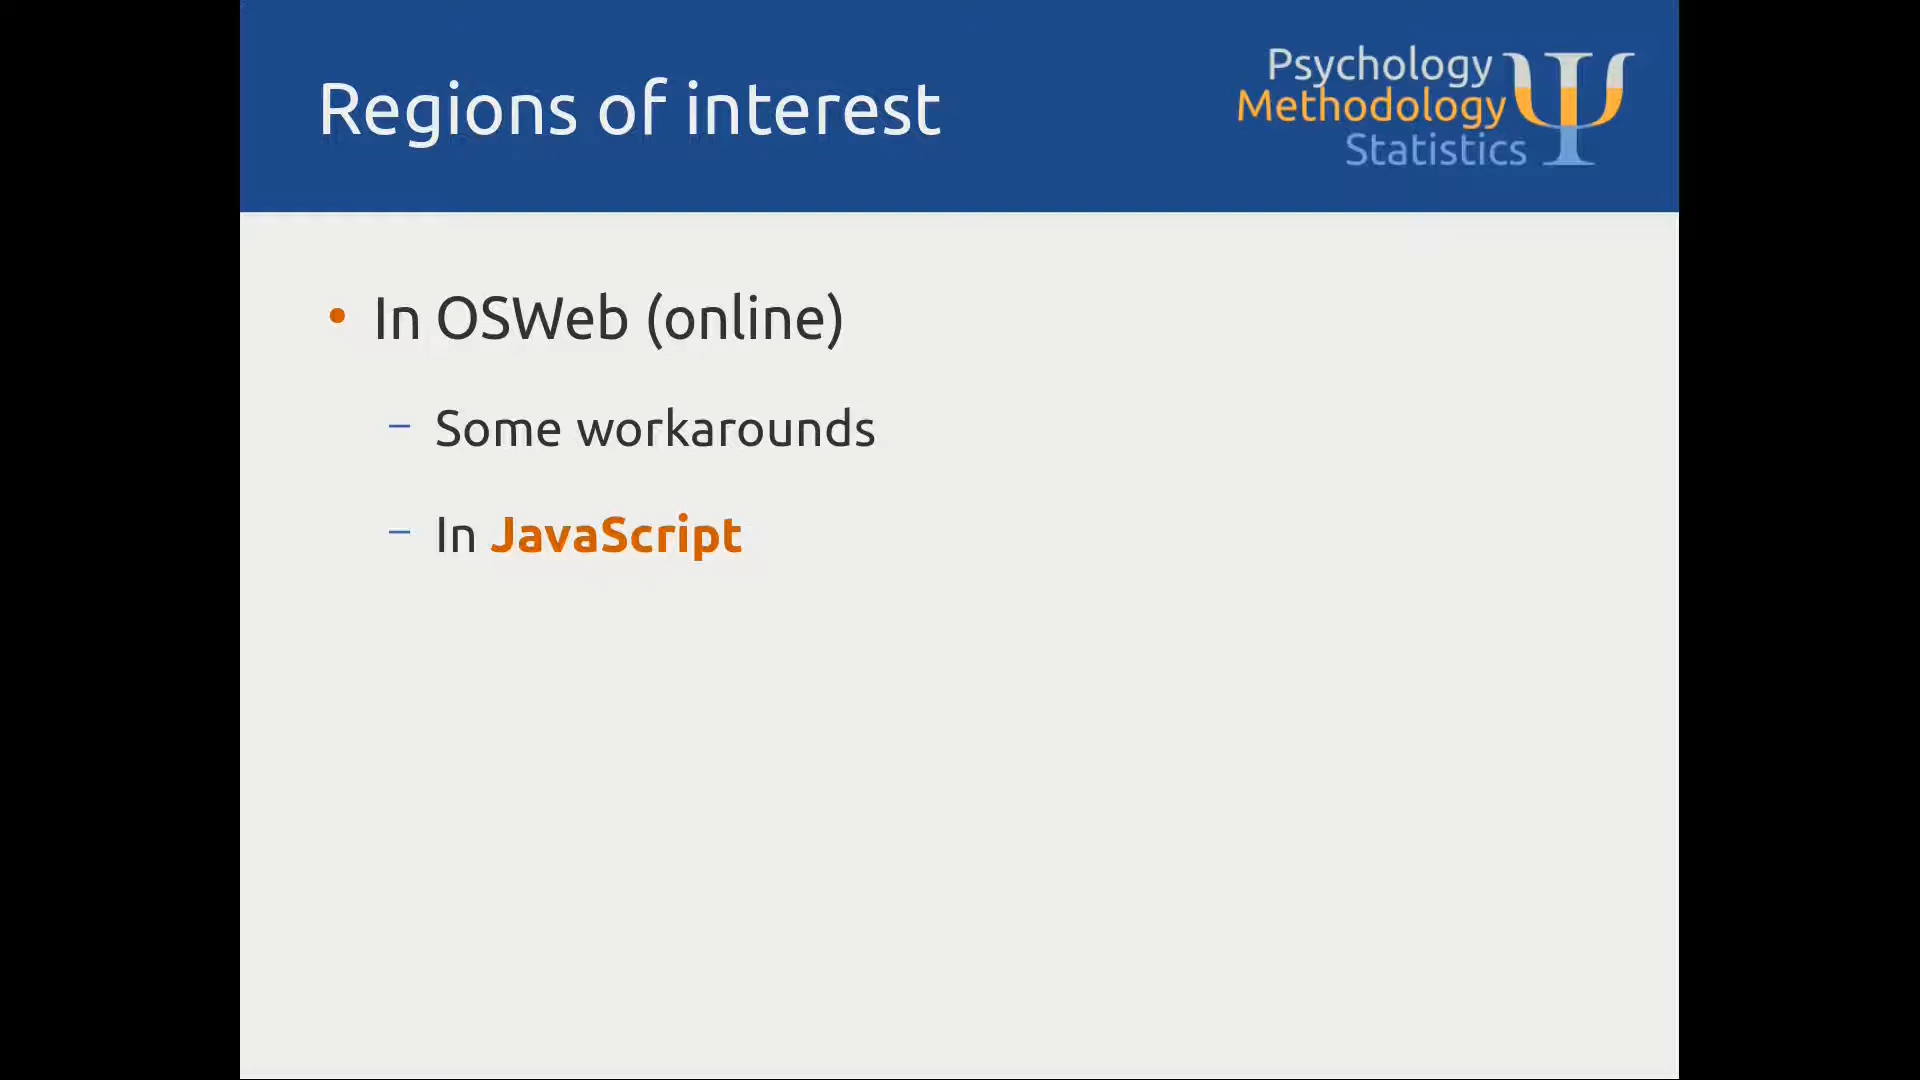 Regions of interest
Psychology
Methodology
Statistics
Ψ
• In OSWeb (online)
– Some workarounds
– In JavaScript